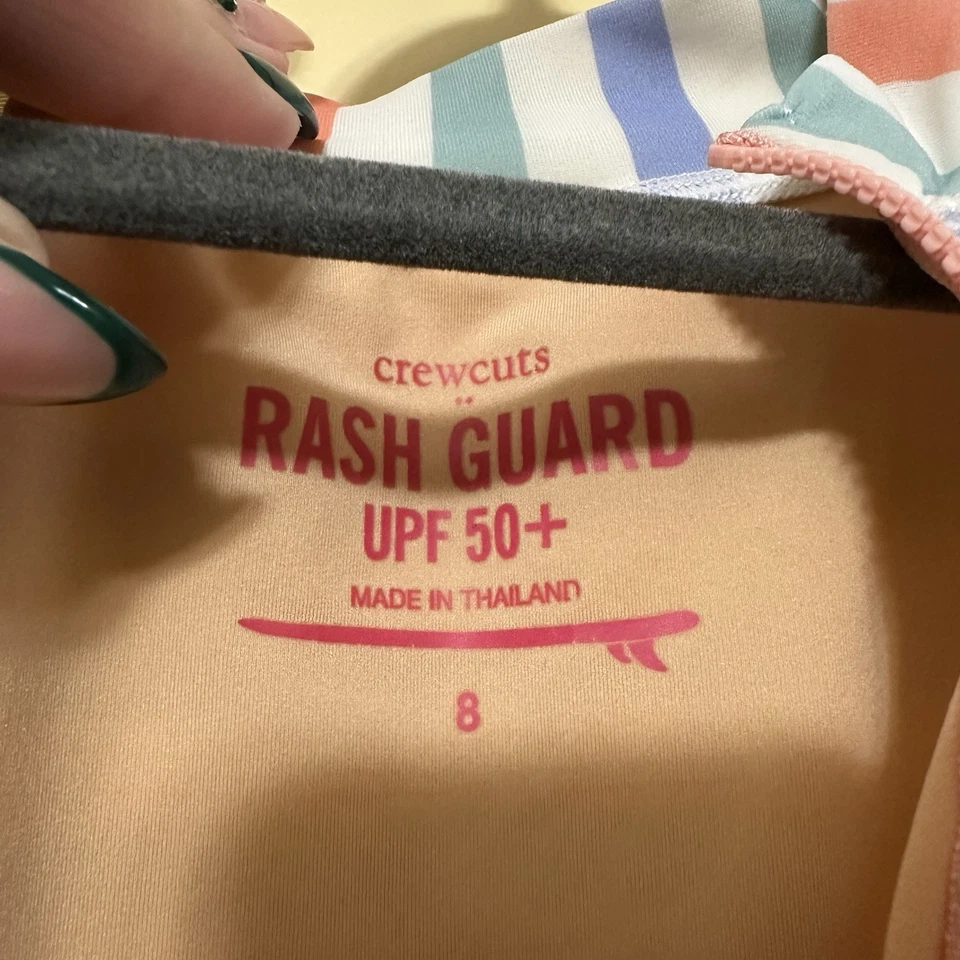 crewcuts
RASH GUARD
UPF 50+
MADE IN THAILAND
8